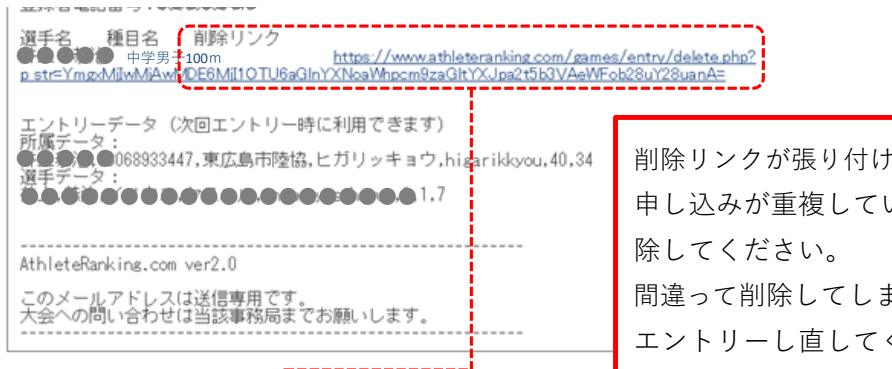 選手名　種目名　削除リンク
中学男子100m https://www.athleteranking.com/games/entry/delete.php?
エントリーデータ（次回エントリー時に利用できます）
所属データ：
068933447,東広島市陸協,ヒガリッキョウ,higarikkyou,40,34
選手データ：
1,7
AthleteRanking.com ver2.0
このメールアドレスは送信専用です。
大会への問い合わせは当該事務局までお願いします。
削除リンクが張り付け
申し込みが重複してい
除してください。
間違って削除してしま
エントリーし直してく